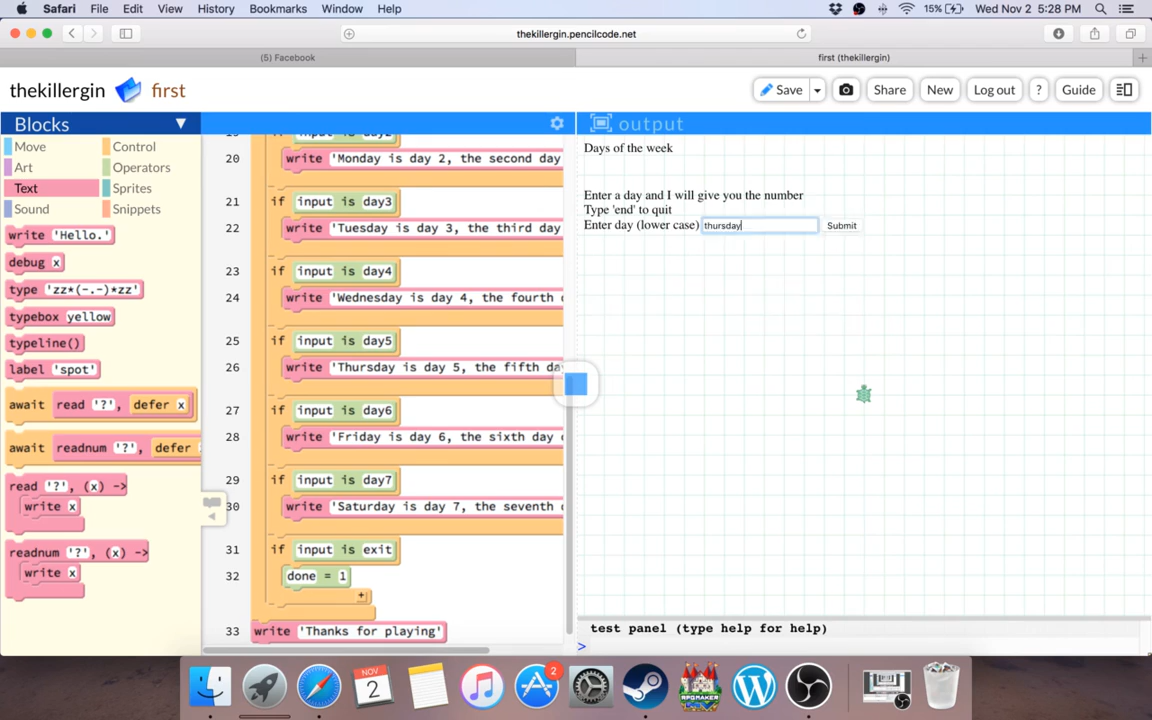 Safari File Edit View History Bookmarks Window Help 15% Wed Nov 2 5:28 PM
thekillergin.pencilcode.net
(5) Facebook first (thekillergin)
thekillergin first Save Share New Log out ? Guide
Blocks output
Move Control
Art Operators
Text Sprites
Sound Snippets
write 'Hello.'
debug x
type 'zz*(-.-)*zz'
typebox yellow
typeline()
label 'spot'
await read '?', defer x
await readnum '?', defer
read '?', (x) ->
write x
readnum '?', (x) ->
write x
if input is day2
20 write 'Monday is day 2, the second day
21 if input is day3
22 write 'Tuesday is day 3, the third day
23 if input is day4
24 write 'Wednesday is day 4, the fourth
25 if input is day5
26 write 'Thursday is day 5, the fifth da
27 if input is day6
28 write 'Friday is day 6, the sixth day
29 if input is day7
30 write 'Saturday is day 7, the seventh
31 if input is exit
32 done = 1
+
33 write 'Thanks for playing'
Days of the week
Enter a day and I will give you the number
Type 'end' to quit
Enter day (lower case) thursday Submit
test panel (type help for help)
>
NOV 2
2
RPGMAKER